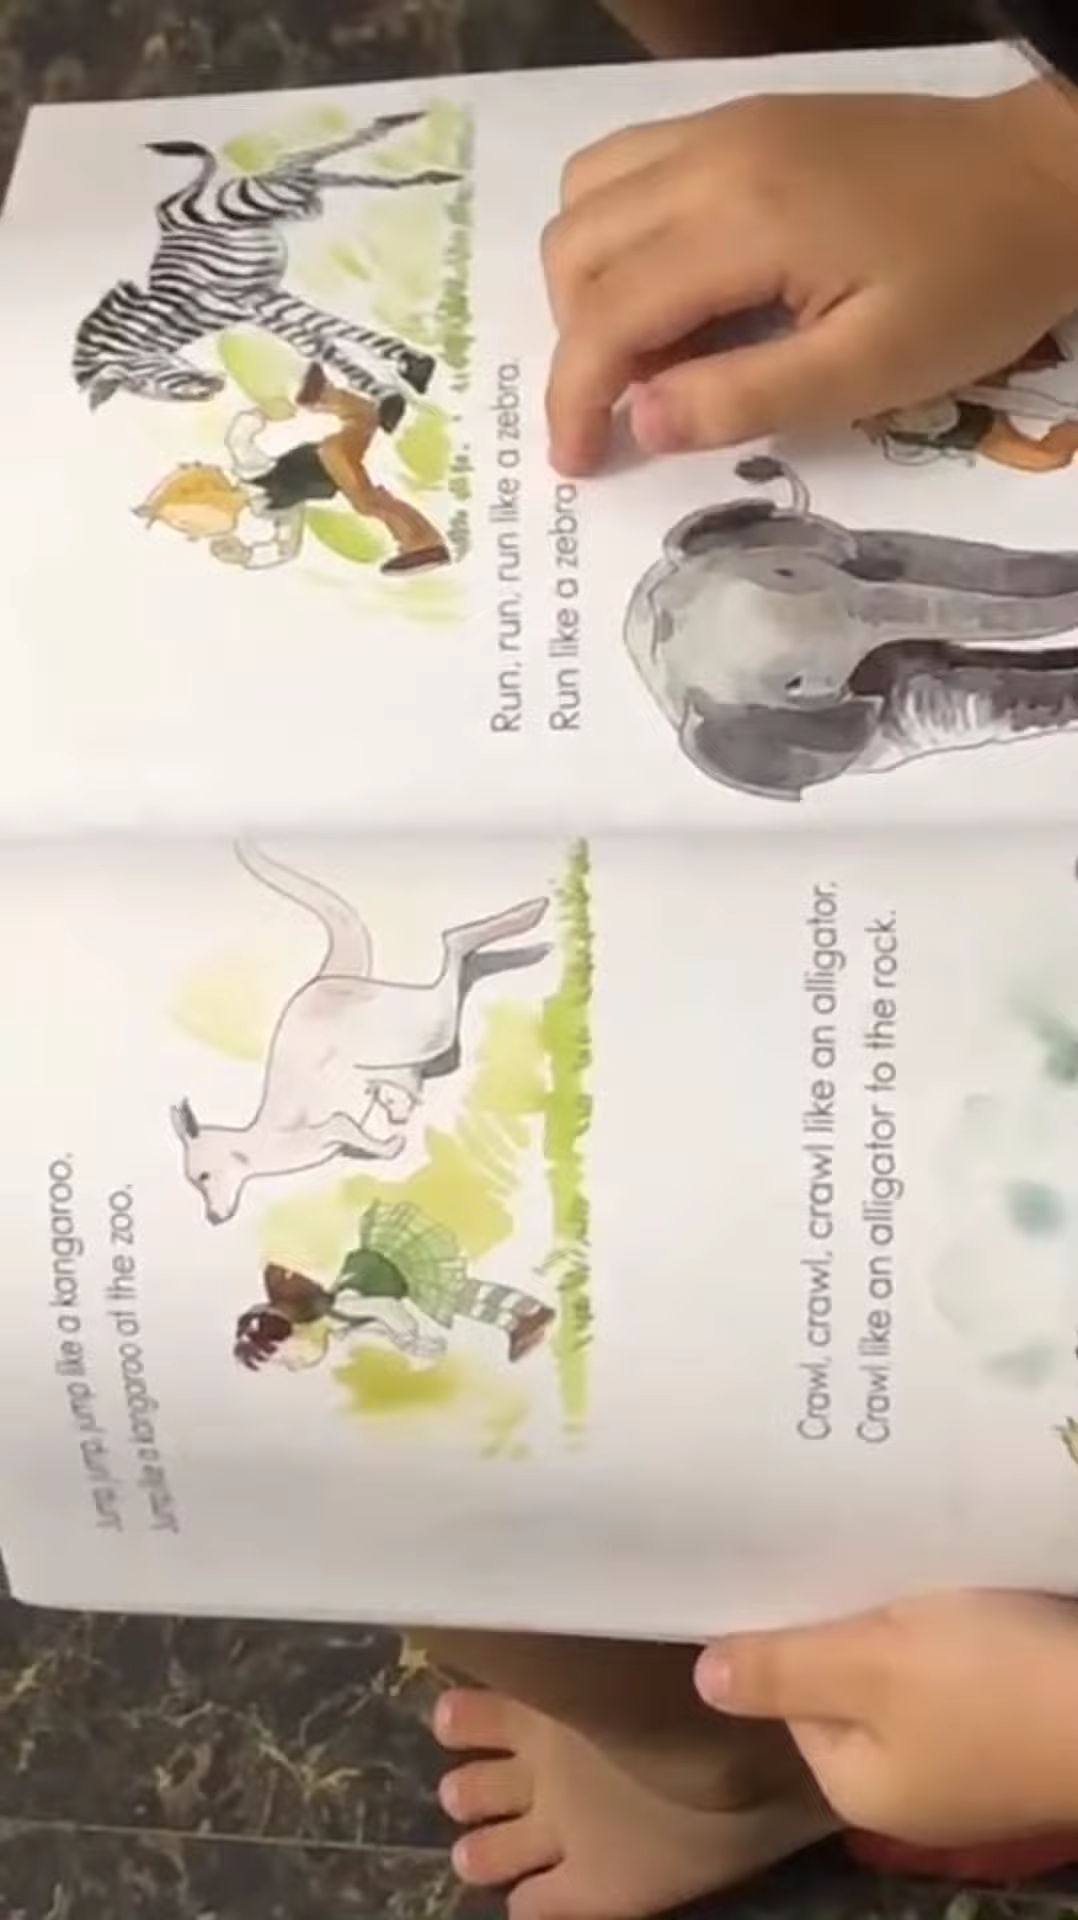 Jump, jump, jump like a kangaroo.
Jump like a kangaroo at the zoo.
Crawl, crawl, crawl like an alligator.
Crawl like an alligator to the rock.
Run, run, run like a zebra.
Run like a zebra